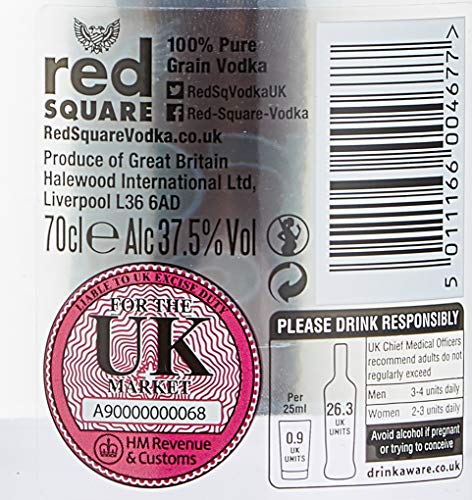 red
SQUARE
100% Pure
Grain Vodka
RedSqVodkaUK
Red-Square-Vodka
RedSquareVodka.co.uk
Produce of Great Britain
Halewood International Ltd,
Liverpool L36 6AD
70cl e Alc 37.5% Vol
5 011166 004677 >
LIABLE TO UK EXCISE DUTY
FOR THE
UK
MARKET
A90000000068
HM Revenue
& Customs
PLEASE DRINK RESPONSIBLY
Per
25ml
0.9
UK
UNITS
26.3
UK
UNITS
UK Chief Medical Officers
recommend adults do not
regularly exceed
Men 3-4 units daily
Women 2-3 units daily
Avoid alcohol if pregnant
or trying to conceive
drinkaware.co.uk